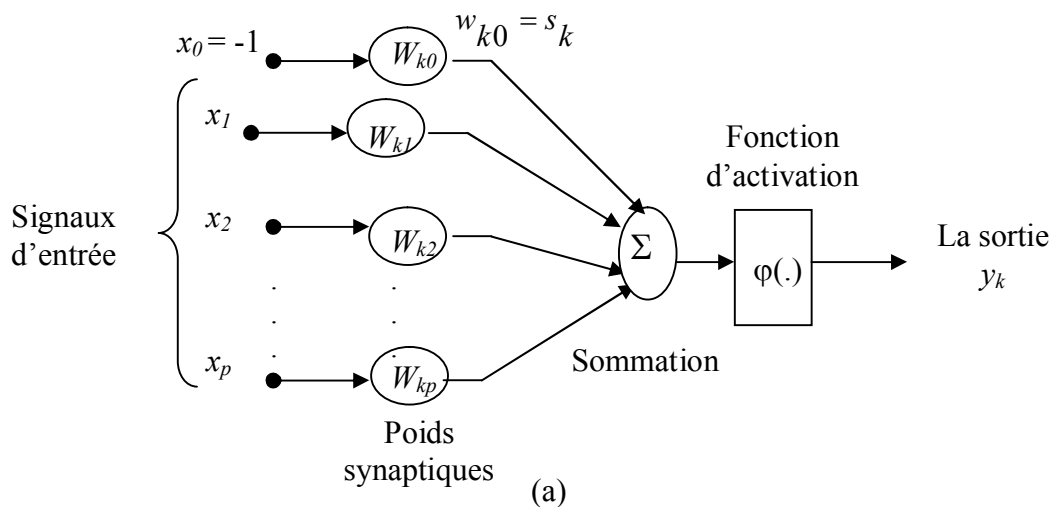 x0 = -1
Wk0
wk0 = sk
x1
Wk1
Signaux
d’entrée
x2
Wk2
. .
. .
. .
xp
Wkp
Poids
synaptiques
Σ
Sommation
Fonction
d'activation
φ(.)
La sortie
yk
(a)